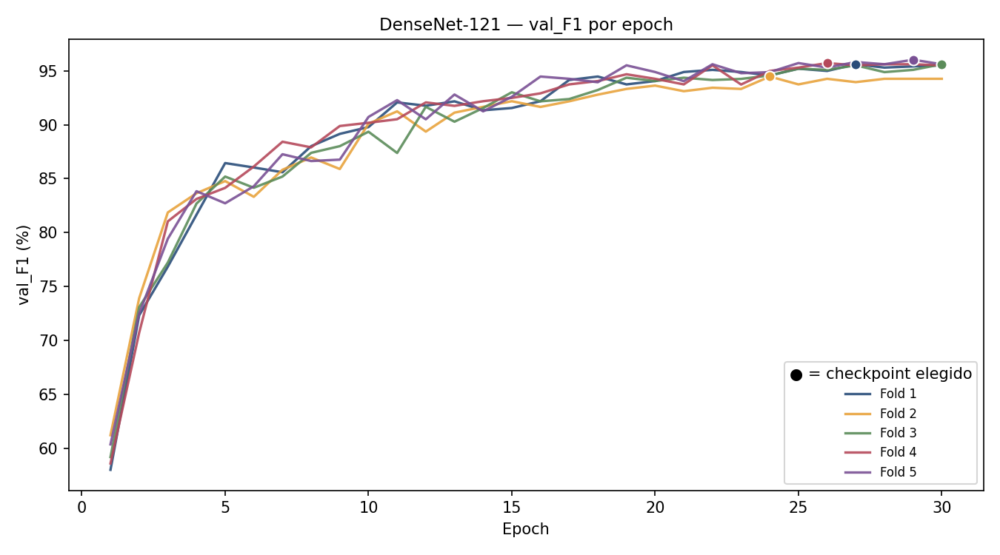 DenseNet-121 — val_F1 por epoch
val_F1 (%)
95
90
85
80
75
70
65
60
0
5
10
15
20
25
30
Epoch
● = checkpoint elegido
Fold 1
Fold 2
Fold 3
Fold 4
Fold 5